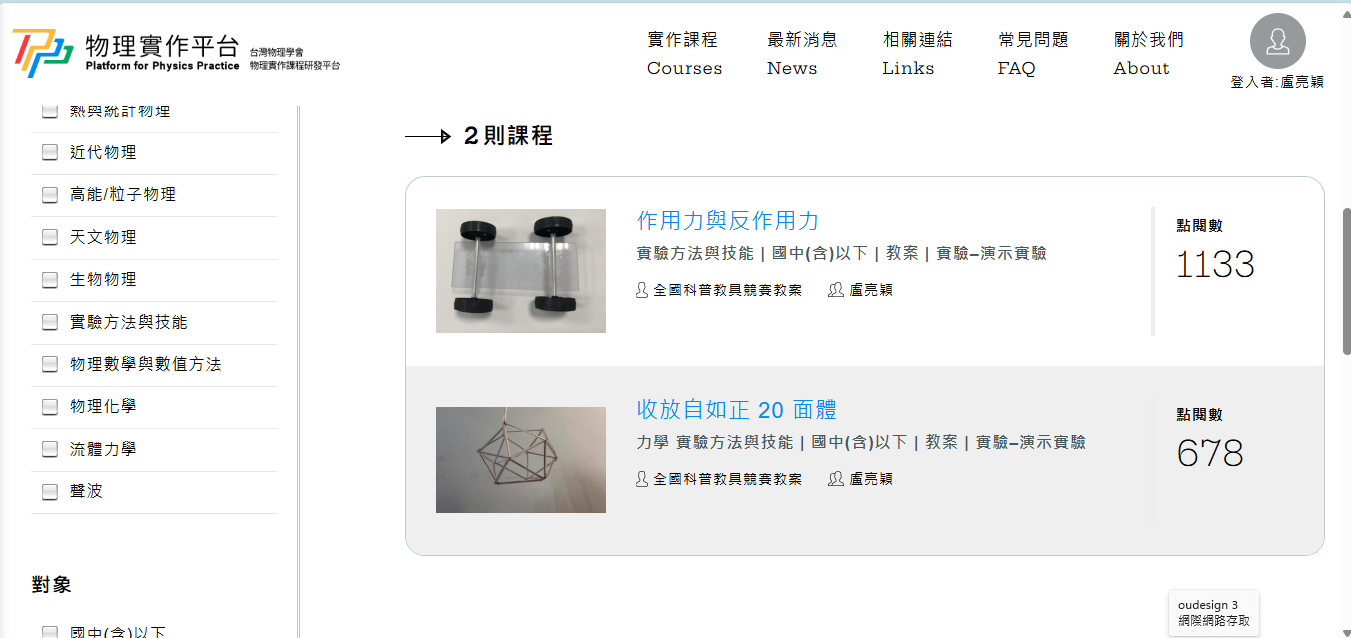 物理實作平台
Platform for Physics Practice
台灣物理學會
物理實作課程研發平台
實作課程
Courses
最新消息
News
相關連結
Links
常見問題
FAQ
關於我們
About
登入者:盧亮穎
熱與統計物理
近代物理
高能/粒子物理
天文物理
生物物理
實驗方法與技能
物理數學與數值方法
物理化學
流體力學
聲波
對象
國中(含)以下
2則課程
作用力與反作用力
實驗方法與技能 | 國中(含)以下 | 教案 | 實驗–演示實驗
全國科普教具競賽教案 盧亮穎
點閱數
1133
收放自如正 20 面體
力學 實驗方法與技能 | 國中(含)以下 | 教案 | 實驗–演示實驗
全國科普教具競賽教案 盧亮穎
點閱數
678
oudesign 3
網際網路存取